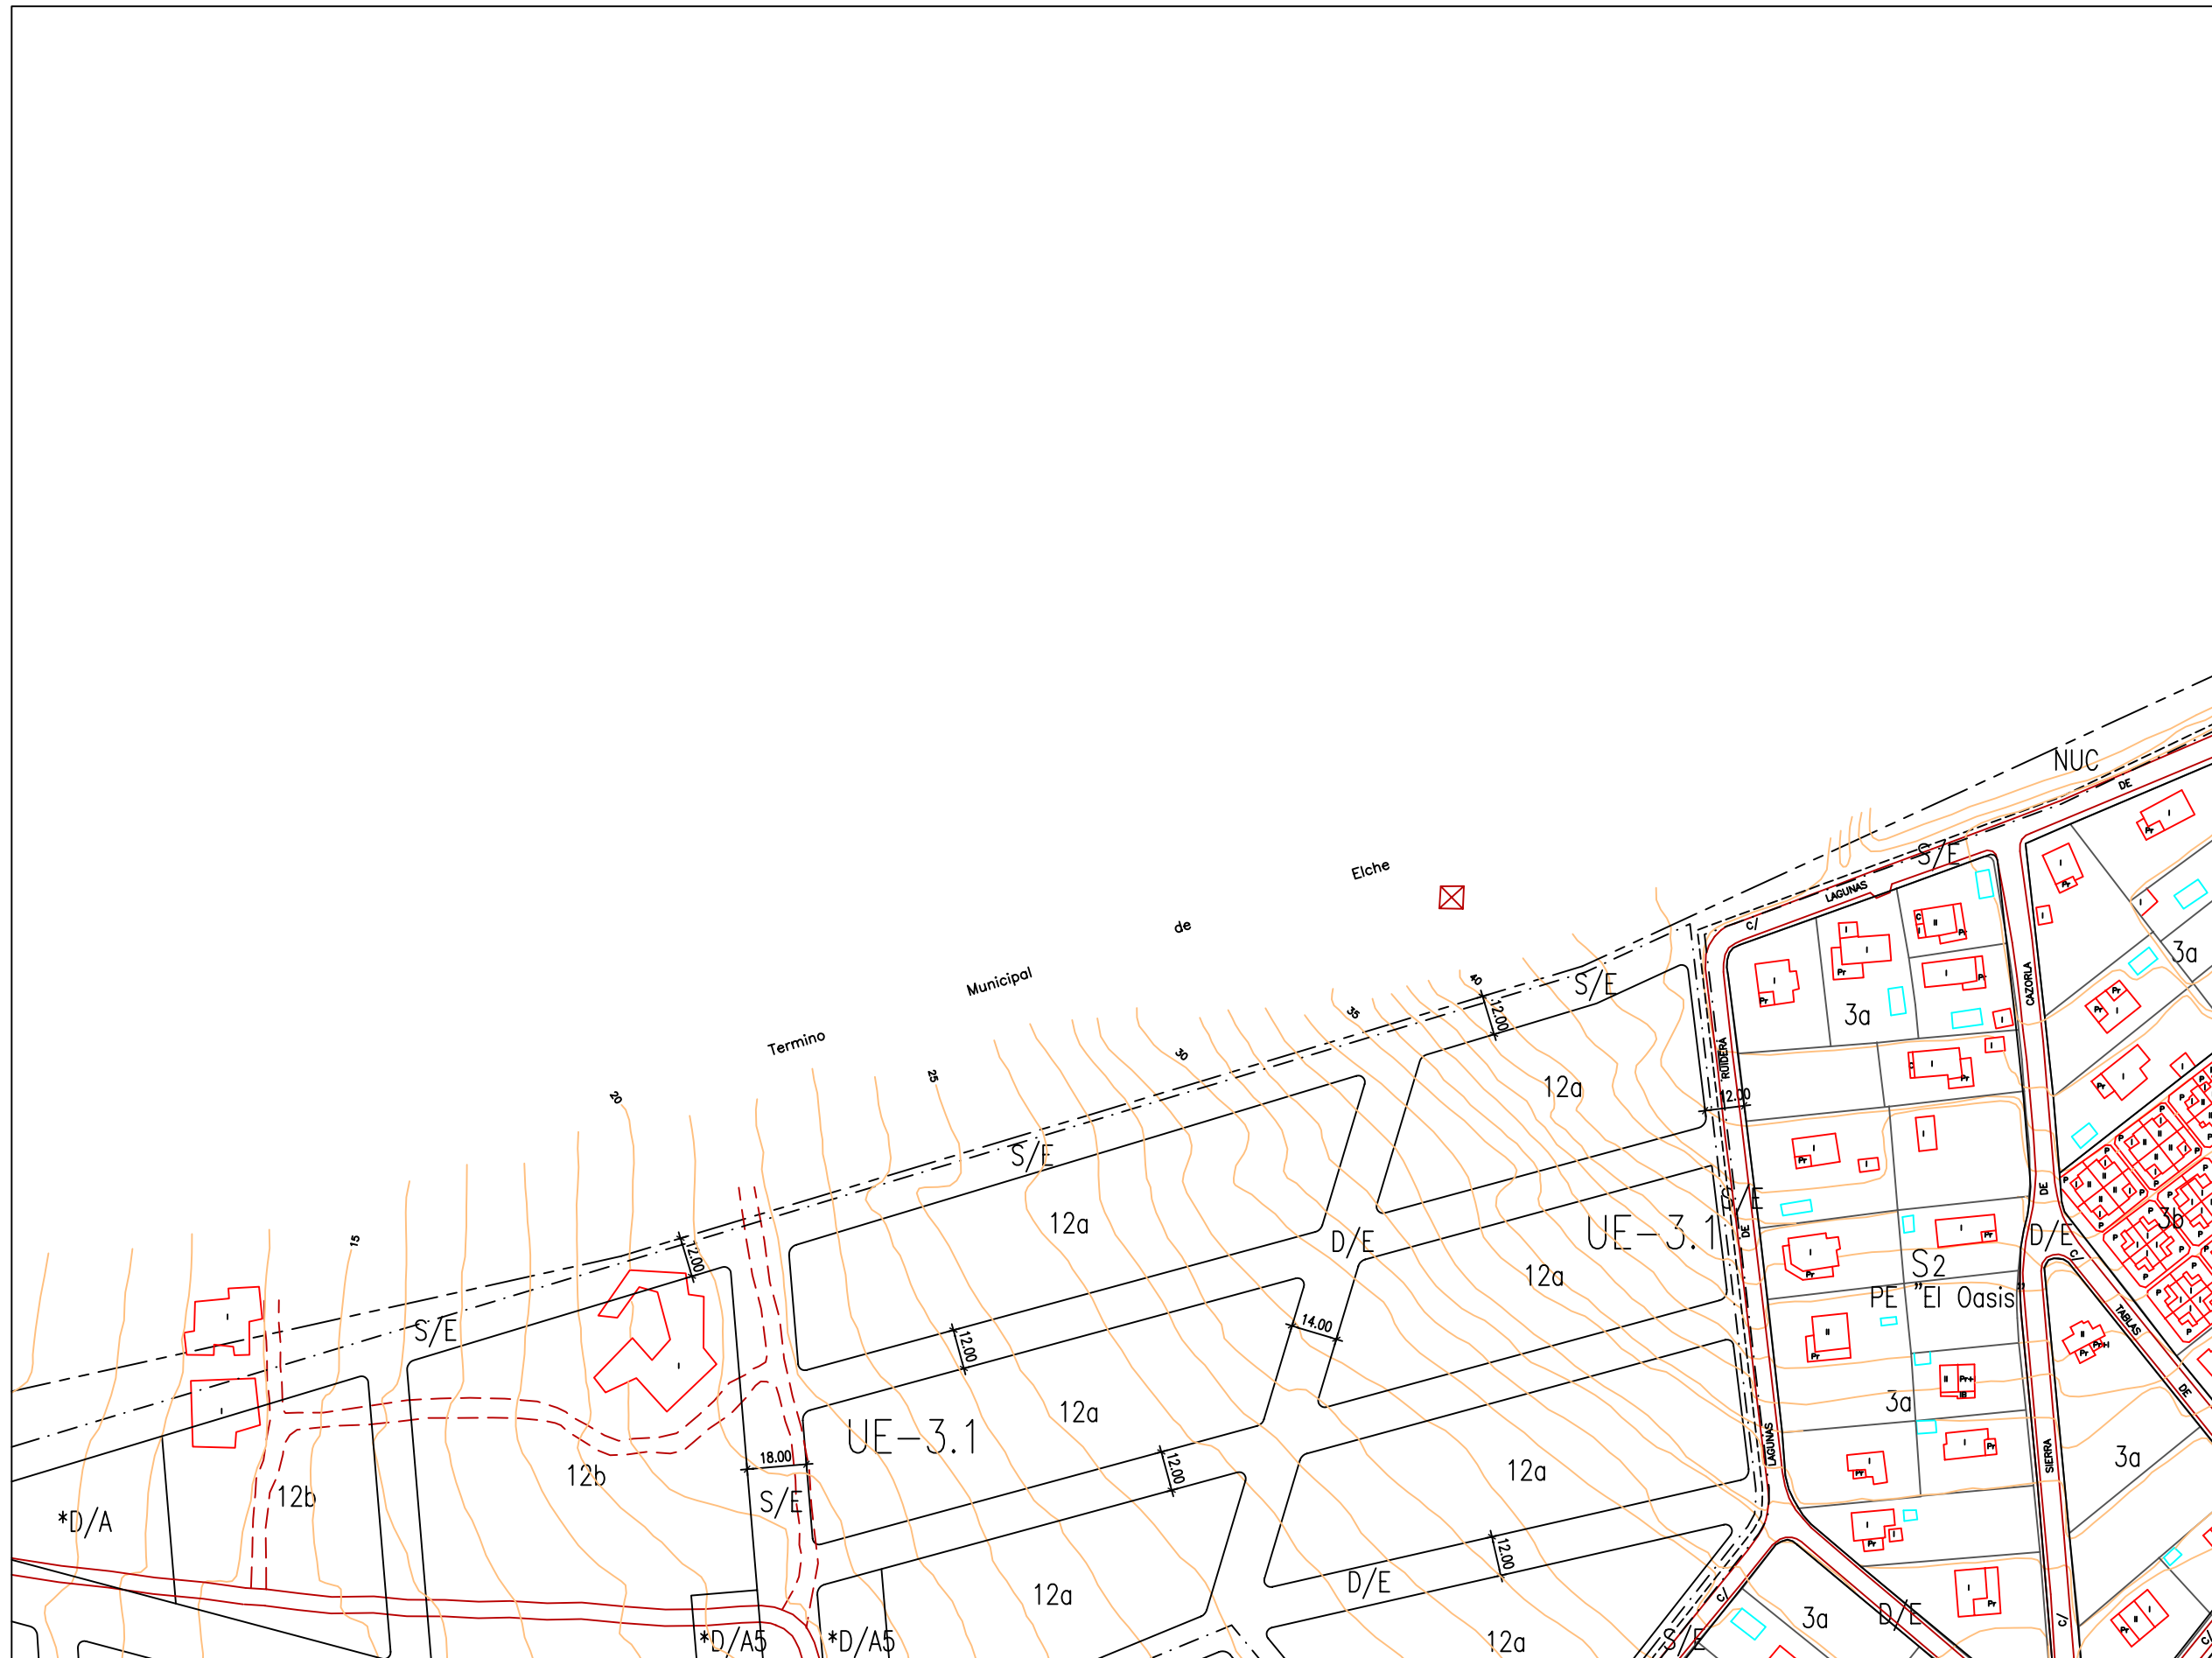 NUC
DE
S/E
LAGUNAS
C/
Elche
de
Municipal
Termino
40
35
30
25
20
15
12.00
S/E
12a
3a
3a
CAZORLA
RUIDERA
12.00
S/E
12a
12.00
S/E
D/E
UE-3.1
DE
DE
D/E
3b
C/
S2
PE "El Oasis"
12a
14.00
12.00
TABLAS
DE
3a
3a
12a
UE-3.1
LAGUNAS
SIERRA
18.00
12.00
12a
12b
12b
S/E
*D/A
12.00
D/E
12a
C/
3a
D/E
C/
S/E
*D/A5
*D/A5
12a